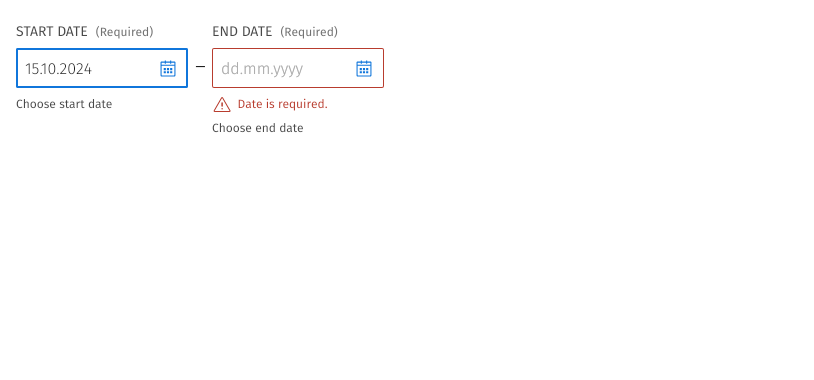 START DATE (Required)
15.10.2024
Choose start date
–
END DATE (Required)
dd.mm.yyyy
Date is required.
Choose end date